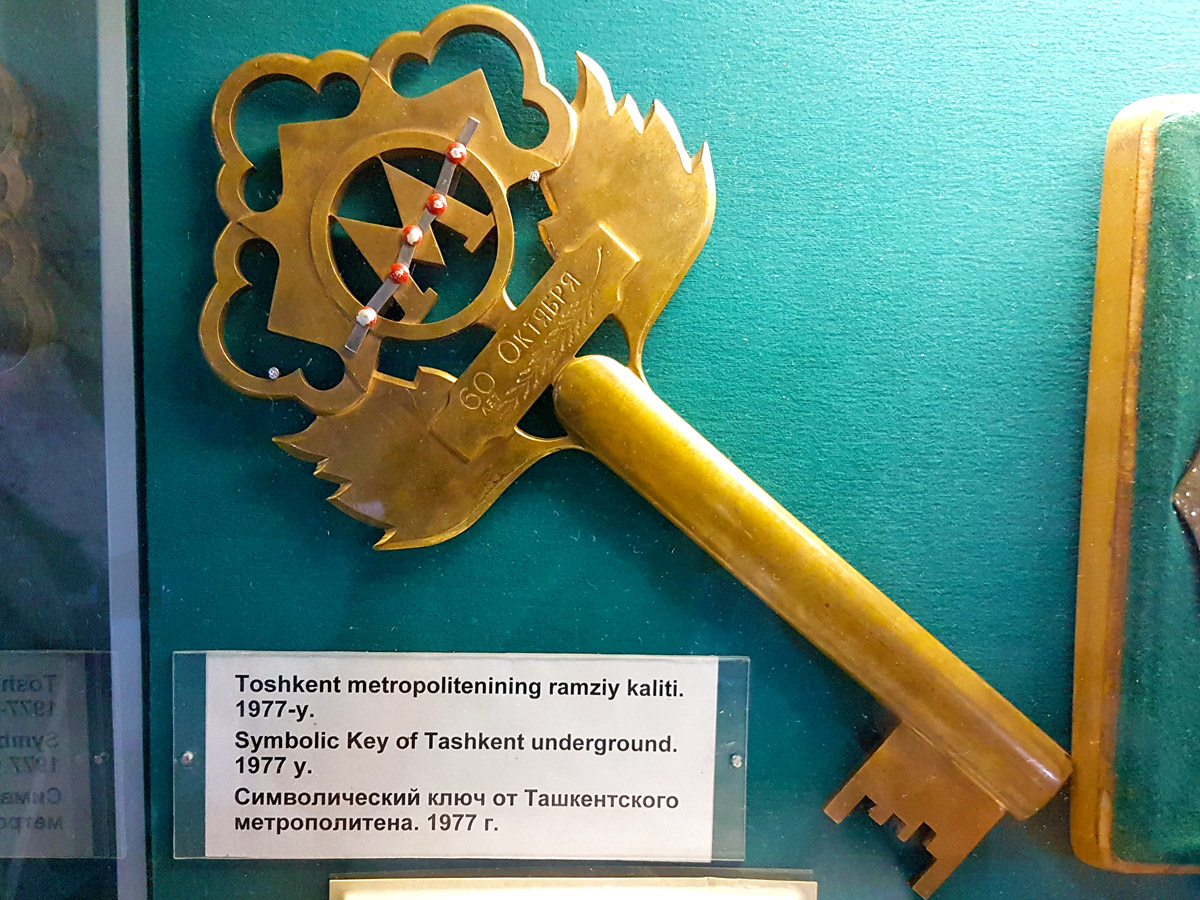 60 ОКТЯБРЯ
ЛЕТ
Toshkent metropolitenining ramziy kaliti.
1977-y.
Symbolic Key of Tashkent underground.
1977 y.
Символический ключ от Ташкентского
метрополитена. 1977 г.